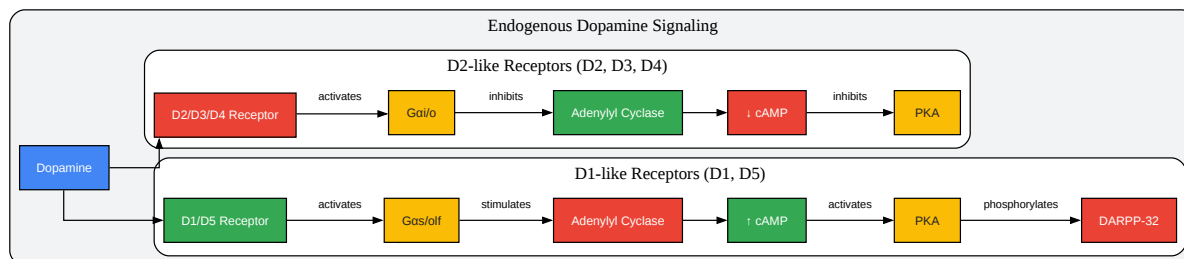 Endogenous Dopamine Signaling
D2-like Receptors (D2, D3, D4)
D2/D3/D4 Receptor
activates
Gαi/o
inhibits
Adenylyl Cyclase
↓ cAMP
inhibits
PKA
Dopamine
D1-like Receptors (D1, D5)
D1/D5 Receptor
activates
Gαs/olf
stimulates
Adenylyl Cyclase
↑ cAMP
activates
PKA
phosphorylates
DARPP-32